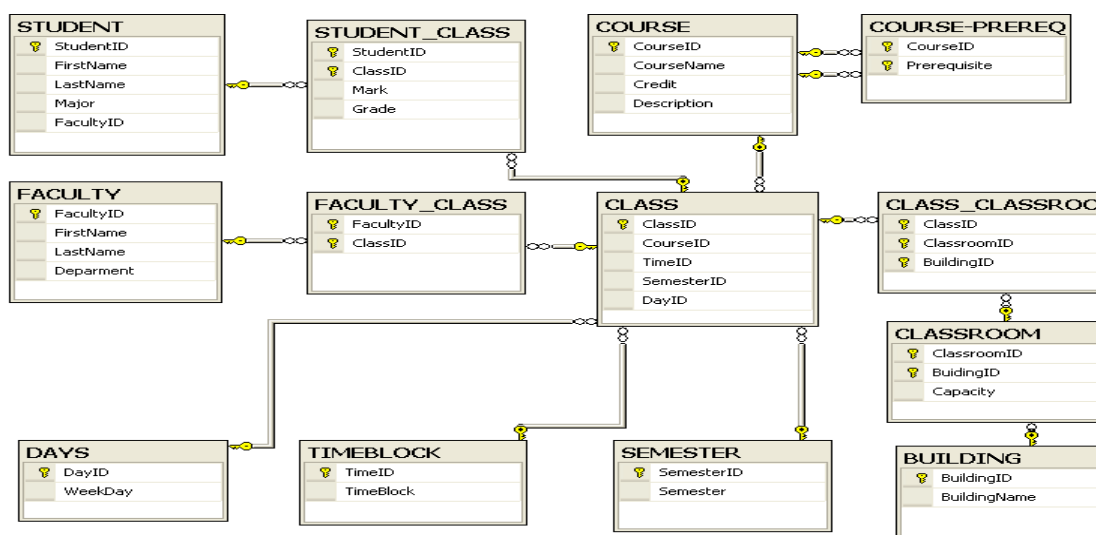 STUDENT
StudentID
FirstName
LastName
Major
FacultyID
STUDENT_CLASS
StudentID
ClassID
Mark
Grade
COURSE
CourseID
CourseName
Credit
Description
COURSE-PREREQ
CourseID
Prerequisite
FACULTY
FacultyID
FirstName
LastName
Deparment
FACULTY_CLASS
FacultyID
ClassID
CLASS
ClassID
CourseID
TimeID
SemesterID
DayID
CLASS_CLASSROO
ClassID
ClassroomID
BuildingID
CLASSROOM
ClassroomID
BuidingID
Capacity
DAYS
DayID
WeekDay
TIMEBLOCK
TimeID
TimeBlock
SEMESTER
SemesterID
Semester
BUILDING
BuildingID
BuildingName